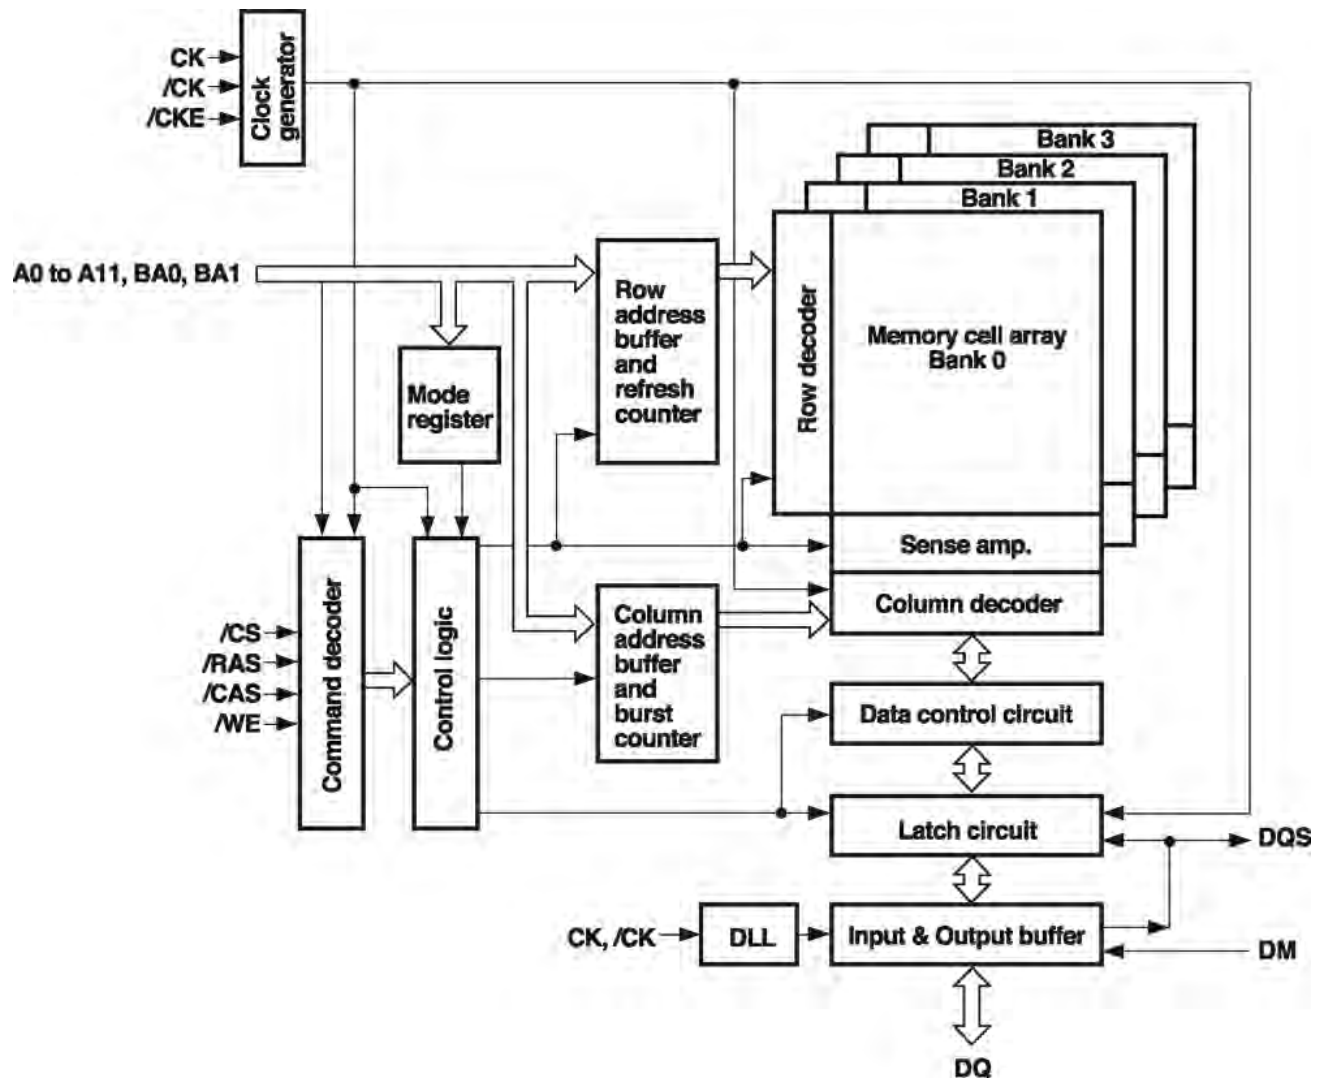 CK
/CK
/CKE
Clock
generator
Bank 3
Bank 2
Bank 1
A0 to A11, BA0, BA1
Row
address
buffer
and
refresh
counter
Row decoder
Memory cell array
Bank 0
Mode
register
Sense amp.
Column decoder
/CS
/RAS
/CAS
/WE
Command decoder
Control logic
Column
address
buffer
and
burst
counter
Data control circuit
Latch circuit
DQS
CK, /CK
DLL
Input & Output buffer
DM
DQ